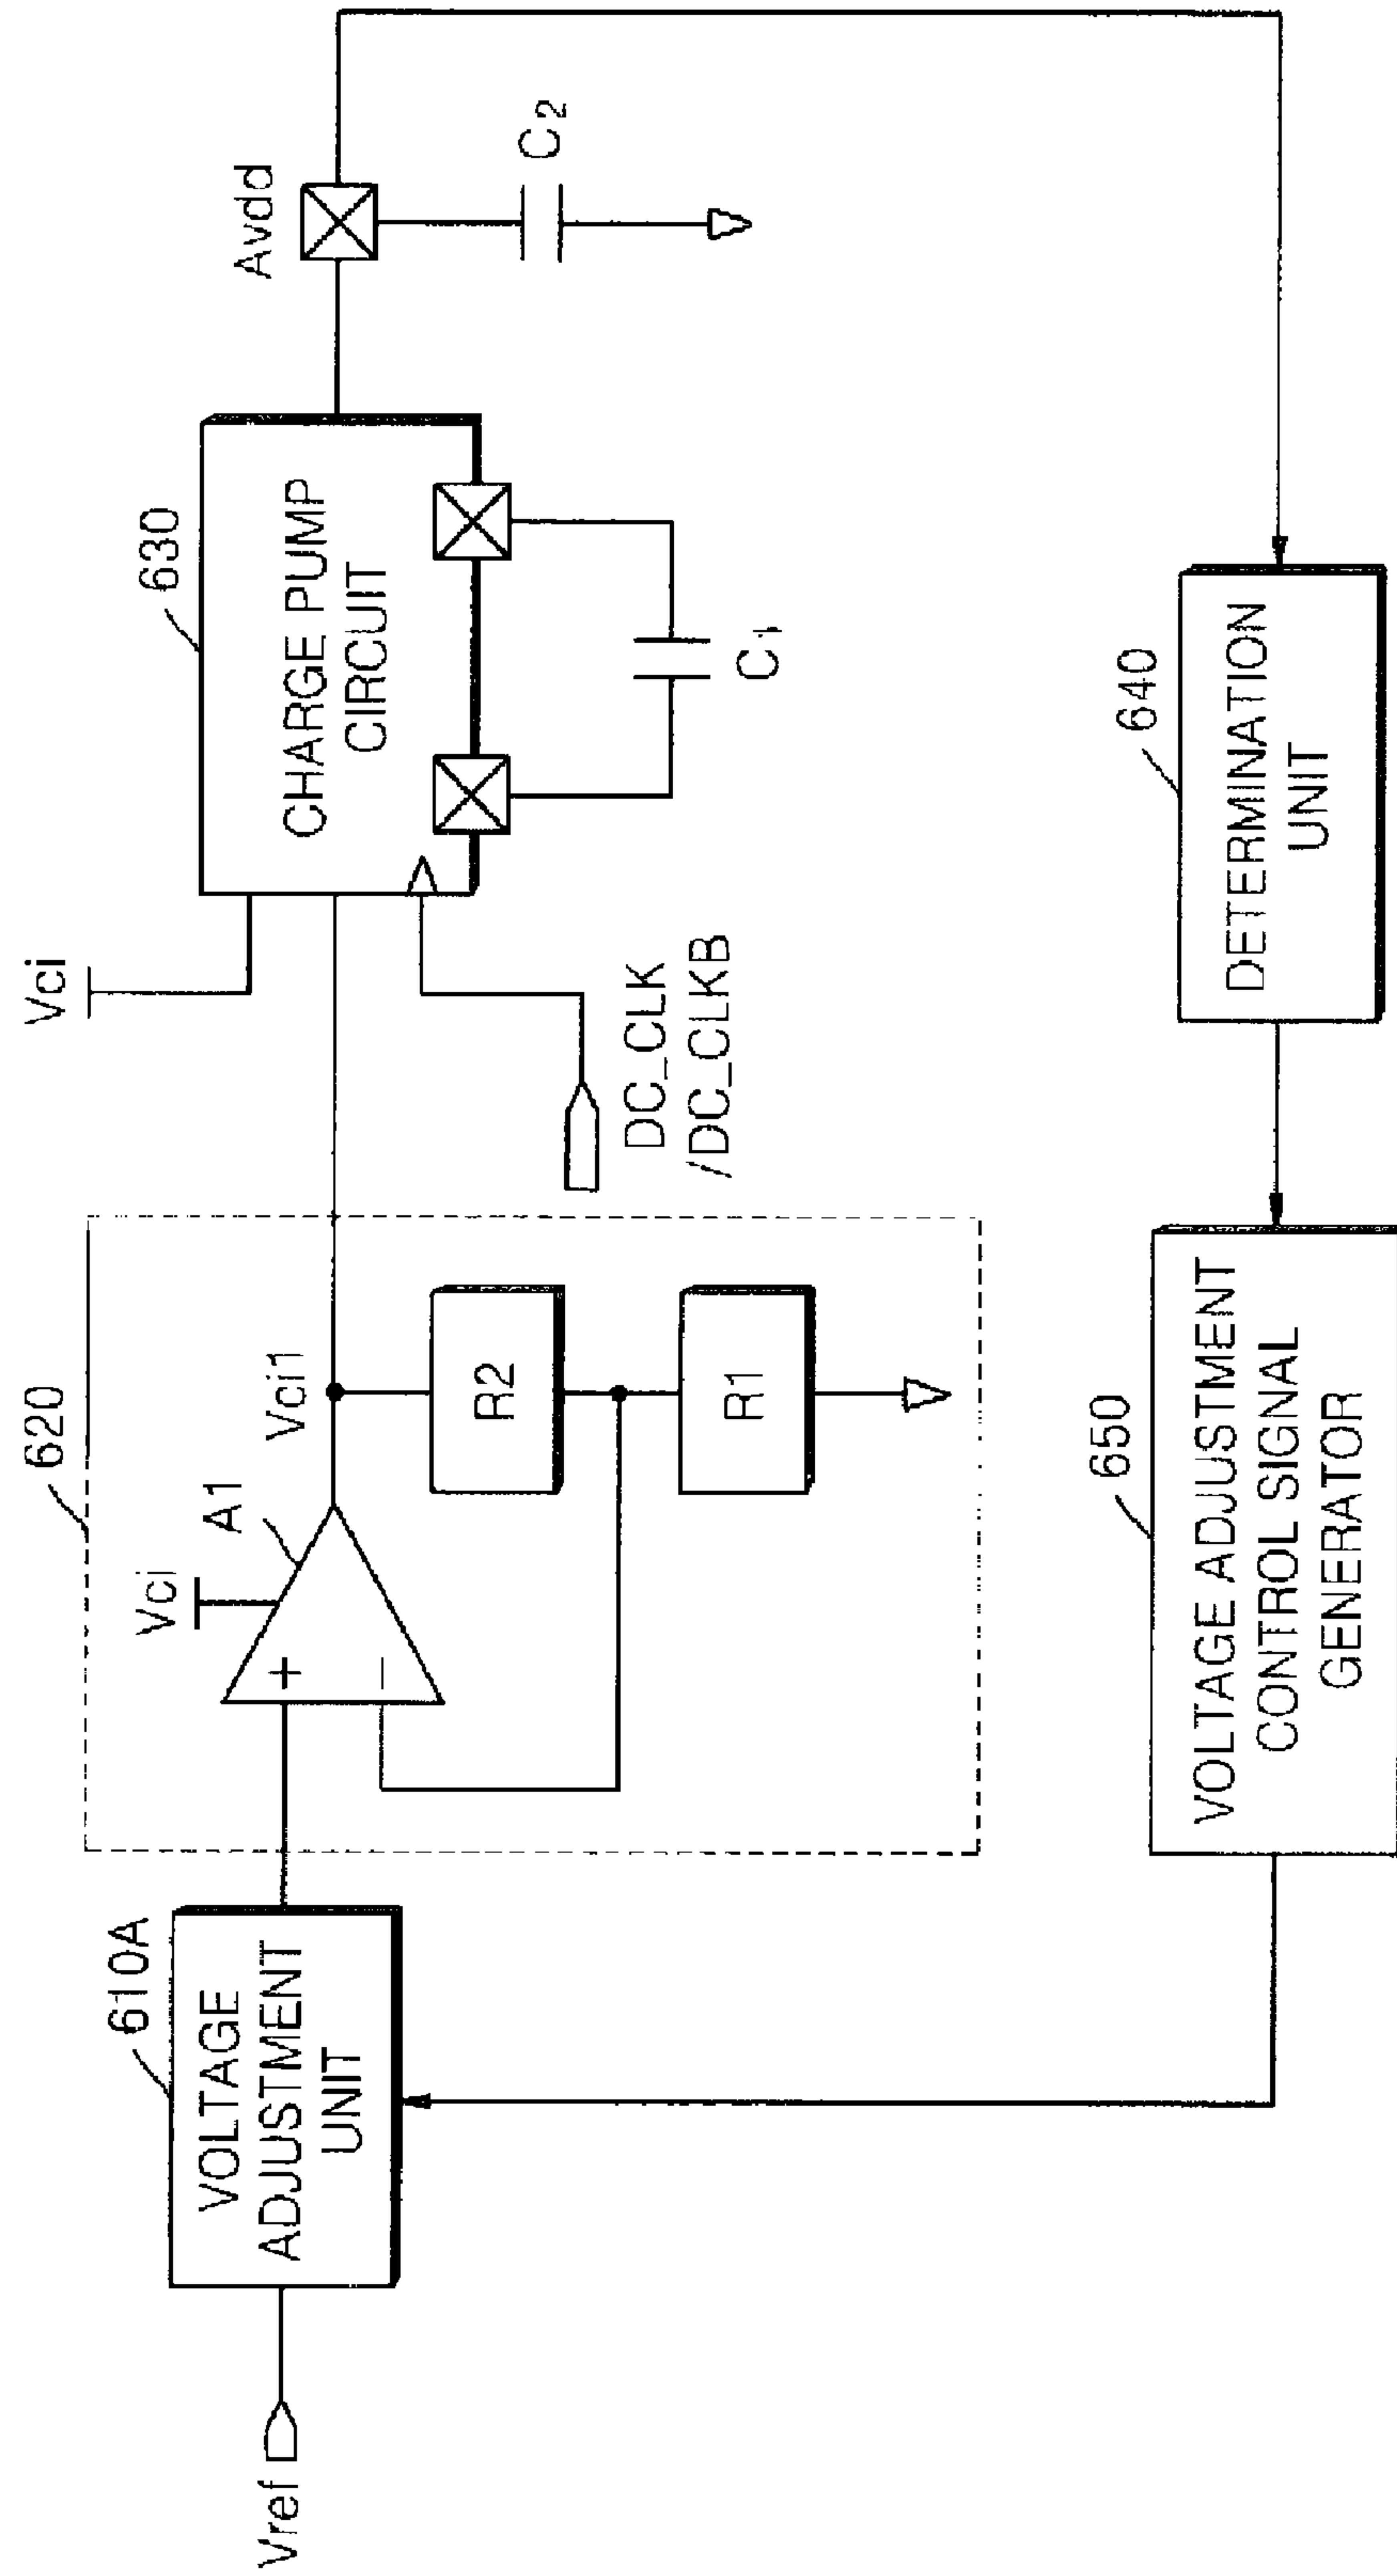 Vref
610A
VOLTAGE
ADJUSTMENT
UNIT
620
Vci
A1
+
−
Vci1
R2
R1
Vci
DC_CLK
/DC_CLKB
630
CHARGE PUMP
CIRCUIT
C1
Avdd
C2
650
VOLTAGE ADJUSTMENT
CONTROL SIGNAL
GENERATOR
640
DETERMINATION
UNIT